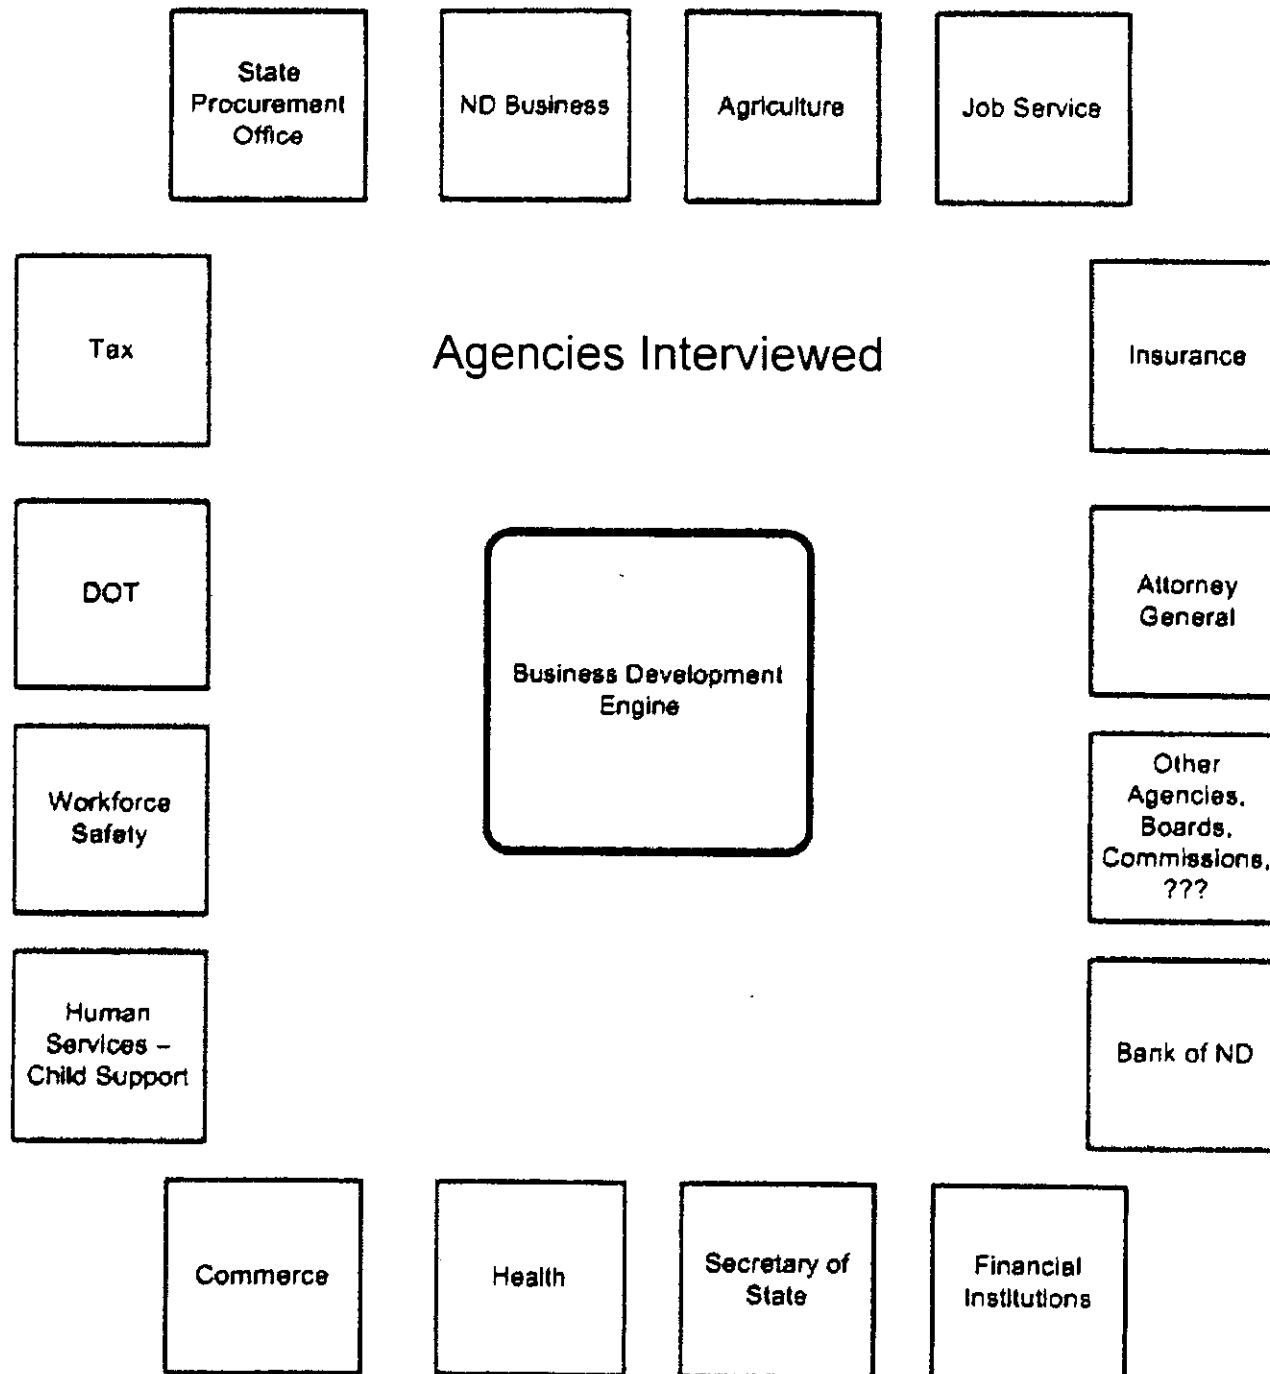 State
Procurement
Office
ND Business
Agriculture
Job Service
Tax
Agencies Interviewed
Insurance
DOT
Business Development
Engine
Attorney
General
Workforce
Safety
Other
Agencies,
Boards,
Commissions,
???
Human
Services –
Child Support
Bank of ND
Commerce
Health
Secretary of
State
Financial
Institutions